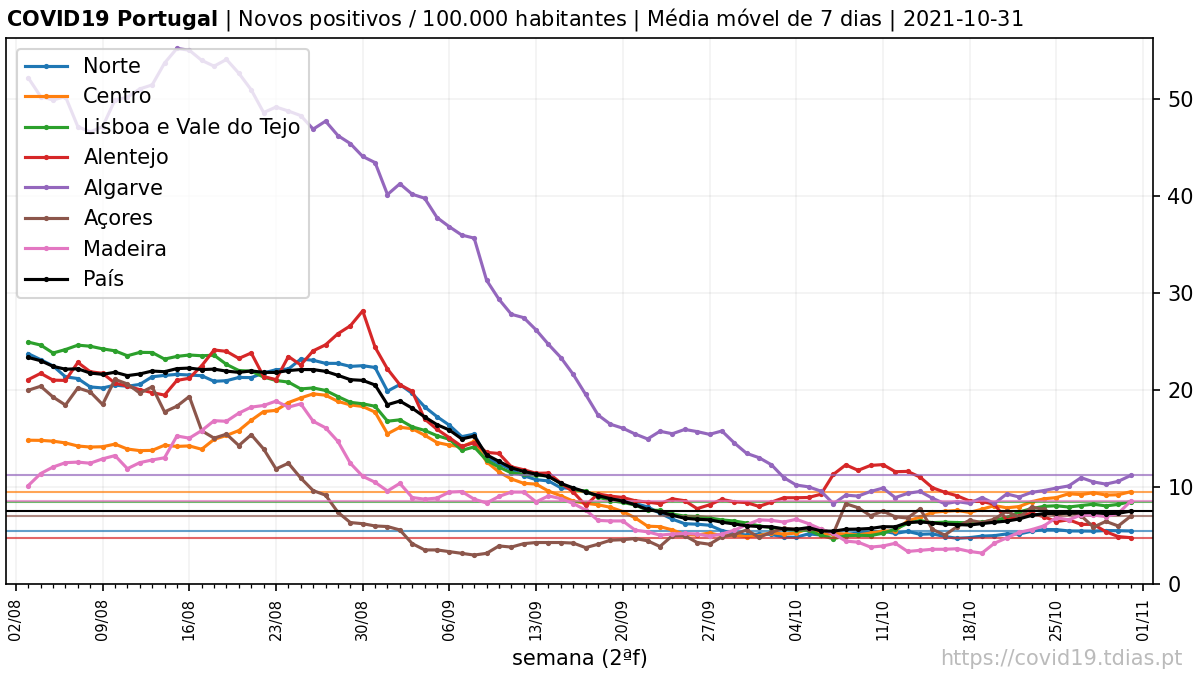 COVID19 Portugal | Novos positivos / 100.000 habitantes | Média móvel de 7 dias | 2021-10-31
Norte
Centro
Lisboa e Vale do Tejo
Alentejo
Algarve
Açores
Madeira
País
50
40
30
20
10
0
02/08 09/08 16/08 23/08 30/08 06/09 13/09 20/09 27/09 04/10 11/10 18/10 25/10 01/11
semana (2ªf)
https://covid19.tdias.pt